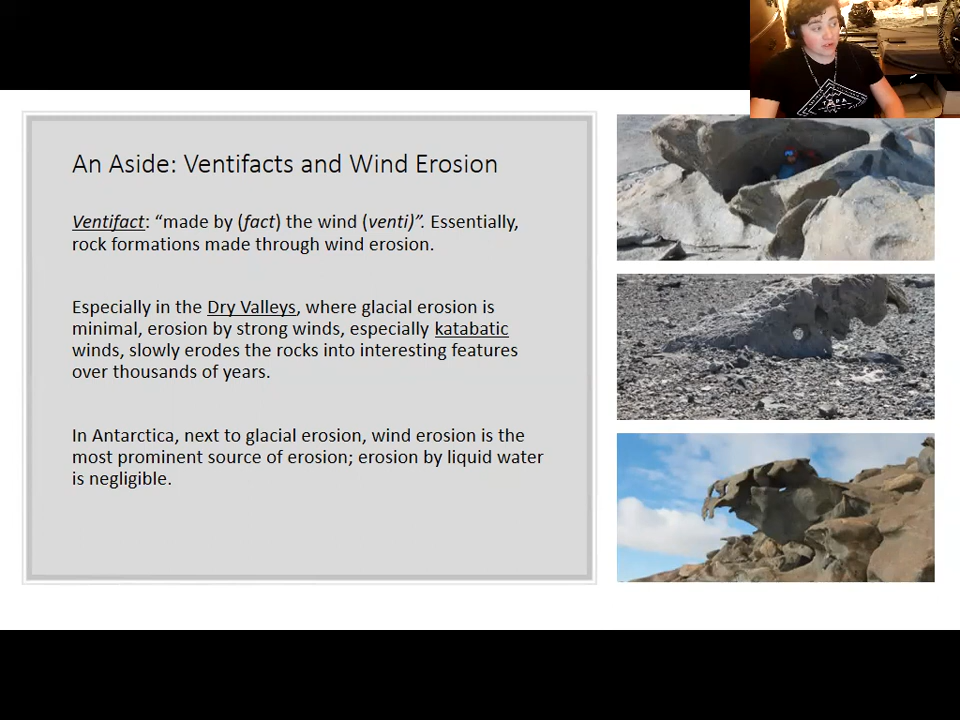 An Aside: Ventifacts and Wind Erosion
Ventifact: “made by (fact) the wind (venti)”. Essentially,
rock formations made through wind erosion.
Especially in the Dry Valleys, where glacial erosion is
minimal, erosion by strong winds, especially katabatic
winds, slowly erodes the rocks into interesting features
over thousands of years.
In Antarctica, next to glacial erosion, wind erosion is the
most prominent source of erosion; erosion by liquid water
is negligible.